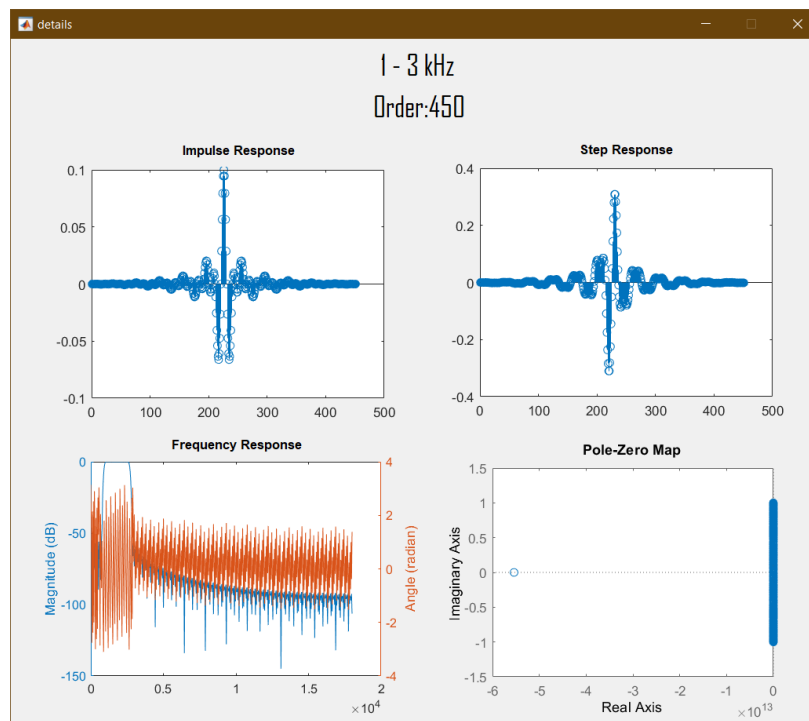 details
1 - 3 kHz
Order:450
Impulse Response
0.1
0.05
0
-0.05
-0.1
0 100 200 300 400 500
Step Response
0.4
0.2
0
-0.2
-0.4
0 100 200 300 400 500
Frequency Response
Magnitude (dB)
0
-50
-100
-150
Angle (radian)
4
2
0
-2
-4
0 0.5 1 1.5 2
×10⁴
Pole-Zero Map
Imaginary Axis
1.5
1
0.5
0
-0.5
-1
-1.5
-6 -5 -4 -3 -2 -1 0
Real Axis
×10¹³